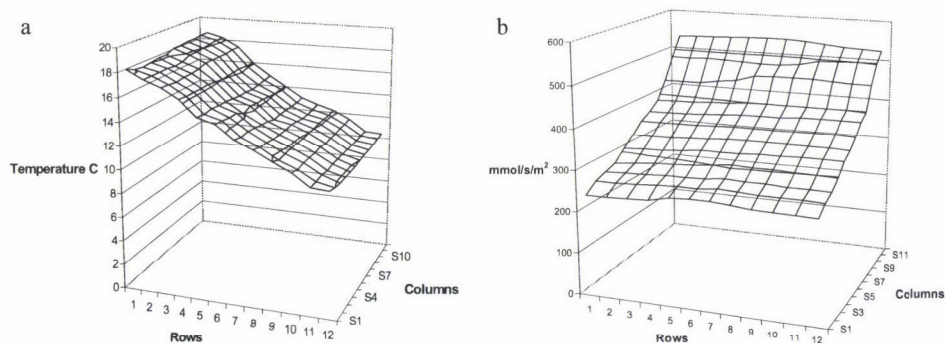 a
20
18
16
14
12
10
8
6
4
2
0
Temperature C
1 2 3 4 5 6 7 8 9 10 11 12
Rows
S1
S4
S7
S10
Columns
b
600
500
400
300
200
100
0
mmol/s/m²
1 2 3 4 5 6 7 8 9 10 11 12
Rows
S1
S3
S5
S7
S9
S11
Columns